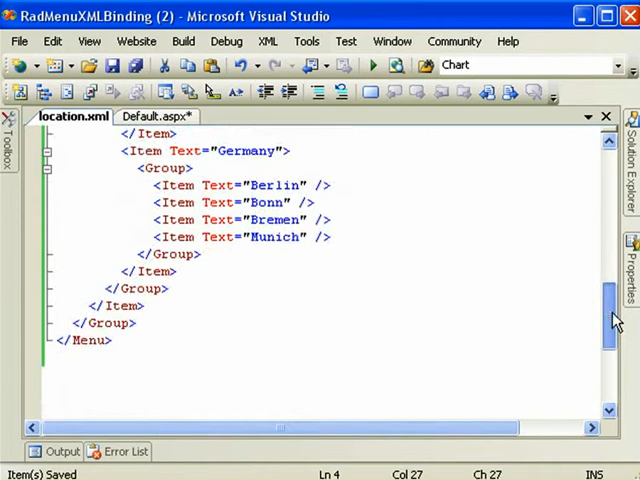 RadMenuXMLBinding (2) - Microsoft Visual Studio
File Edit View Website Build Debug XML Tools Test Window Community Help
Chart
location.xml Default.aspx*
Toolbox
Solution Explorer
Properties
</Item>
<Item Text="Germany">
<Group>
<Item Text="Berlin" />
<Item Text="Bonn" />
<Item Text="Bremen" />
<Item Text="Munich" />
</Group>
</Item>
</Group>
</Item>
</Group>
</Menu>
Output Error List
Item(s) Saved Ln 4 Col 27 Ch 27 INS